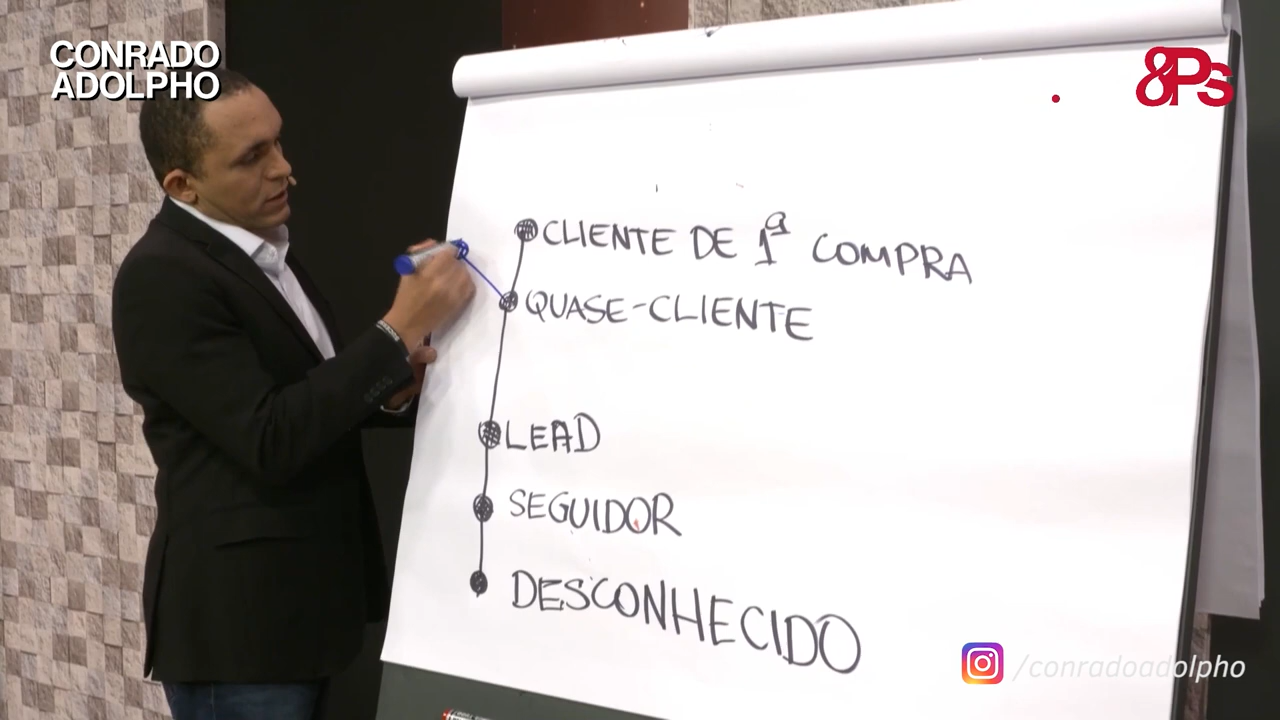 CONRADO
ADOLPHO
8Ps
CLIENTE DE 1ª COMPRA
QUASE-CLIENTE
LEAD
SEGUIDOR
DESCONHECIDO
/conradoadolpho